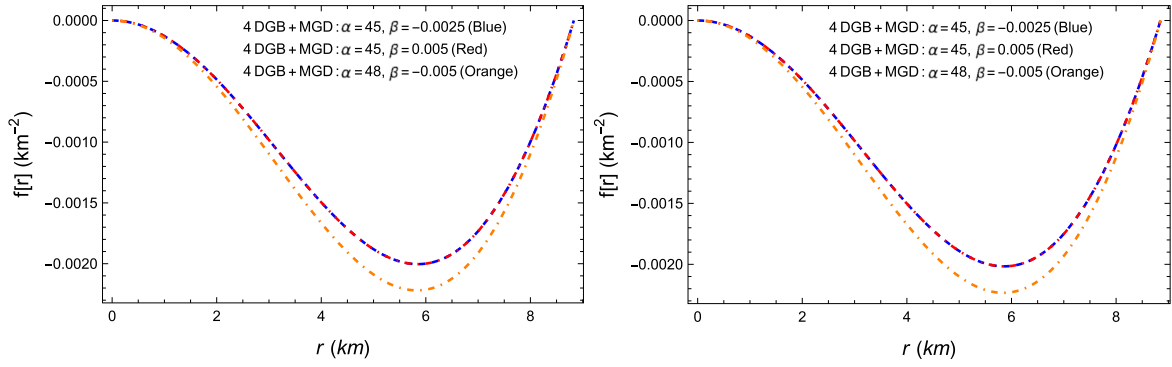 4 DGB+MGD: α=45, β=-0.0025 (Blue)
4 DGB+MGD: α=45, β=0.005 (Red)
4 DGB+MGD: α=48, β=-0.005 (Orange)
0.0000
-0.0005
-0.0010
-0.0015
-0.0020
f[r] (km⁻²)
0 2 4 6 8
r (km)
4 DGB+MGD: α=45, β=-0.0025 (Blue)
4 DGB+MGD: α=45, β=0.005 (Red)
4 DGB+MGD: α=48, β=-0.005 (Orange)
0.0000
-0.0005
-0.0010
-0.0015
-0.0020
f[r] (km⁻²)
0 2 4 6 8
r (km)